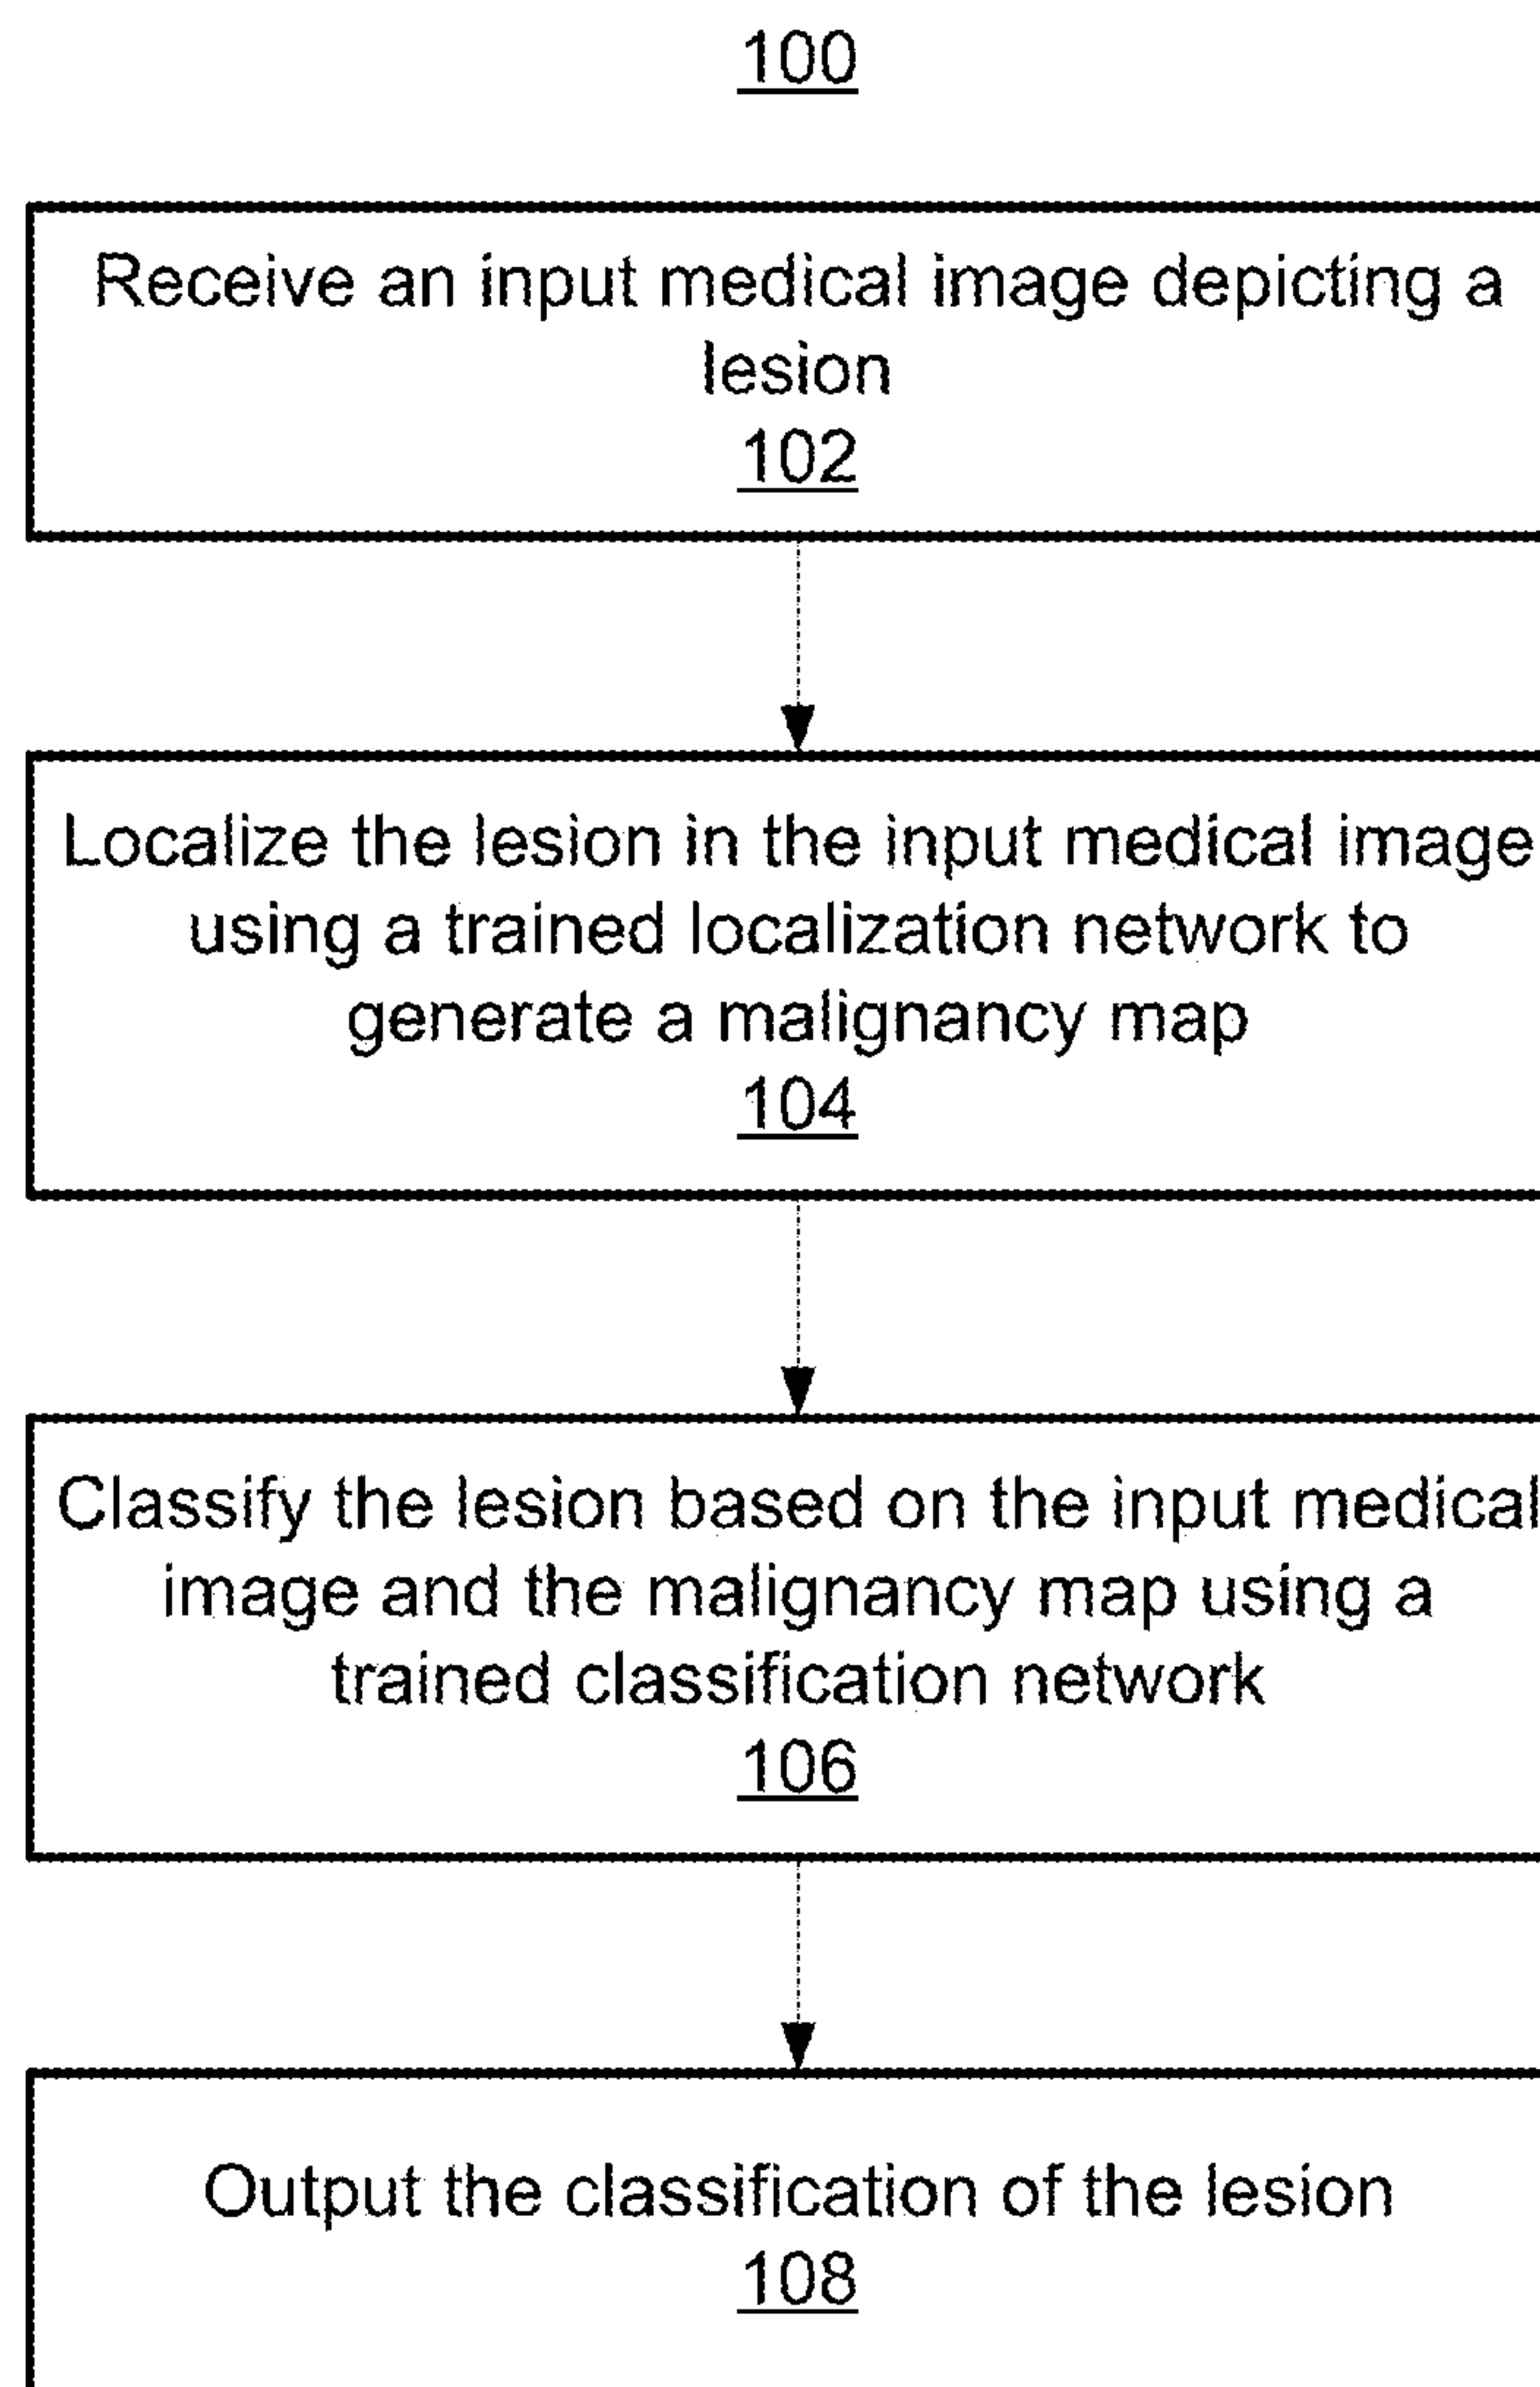 100
Receive an input medical image depicting a
lesion
102
Localize the lesion in the input medical image
using a trained localization network to
generate a malignancy map
104
Classify the lesion based on the input medical
image and the malignancy map using a
trained classification network
106
Output the classification of the lesion
108